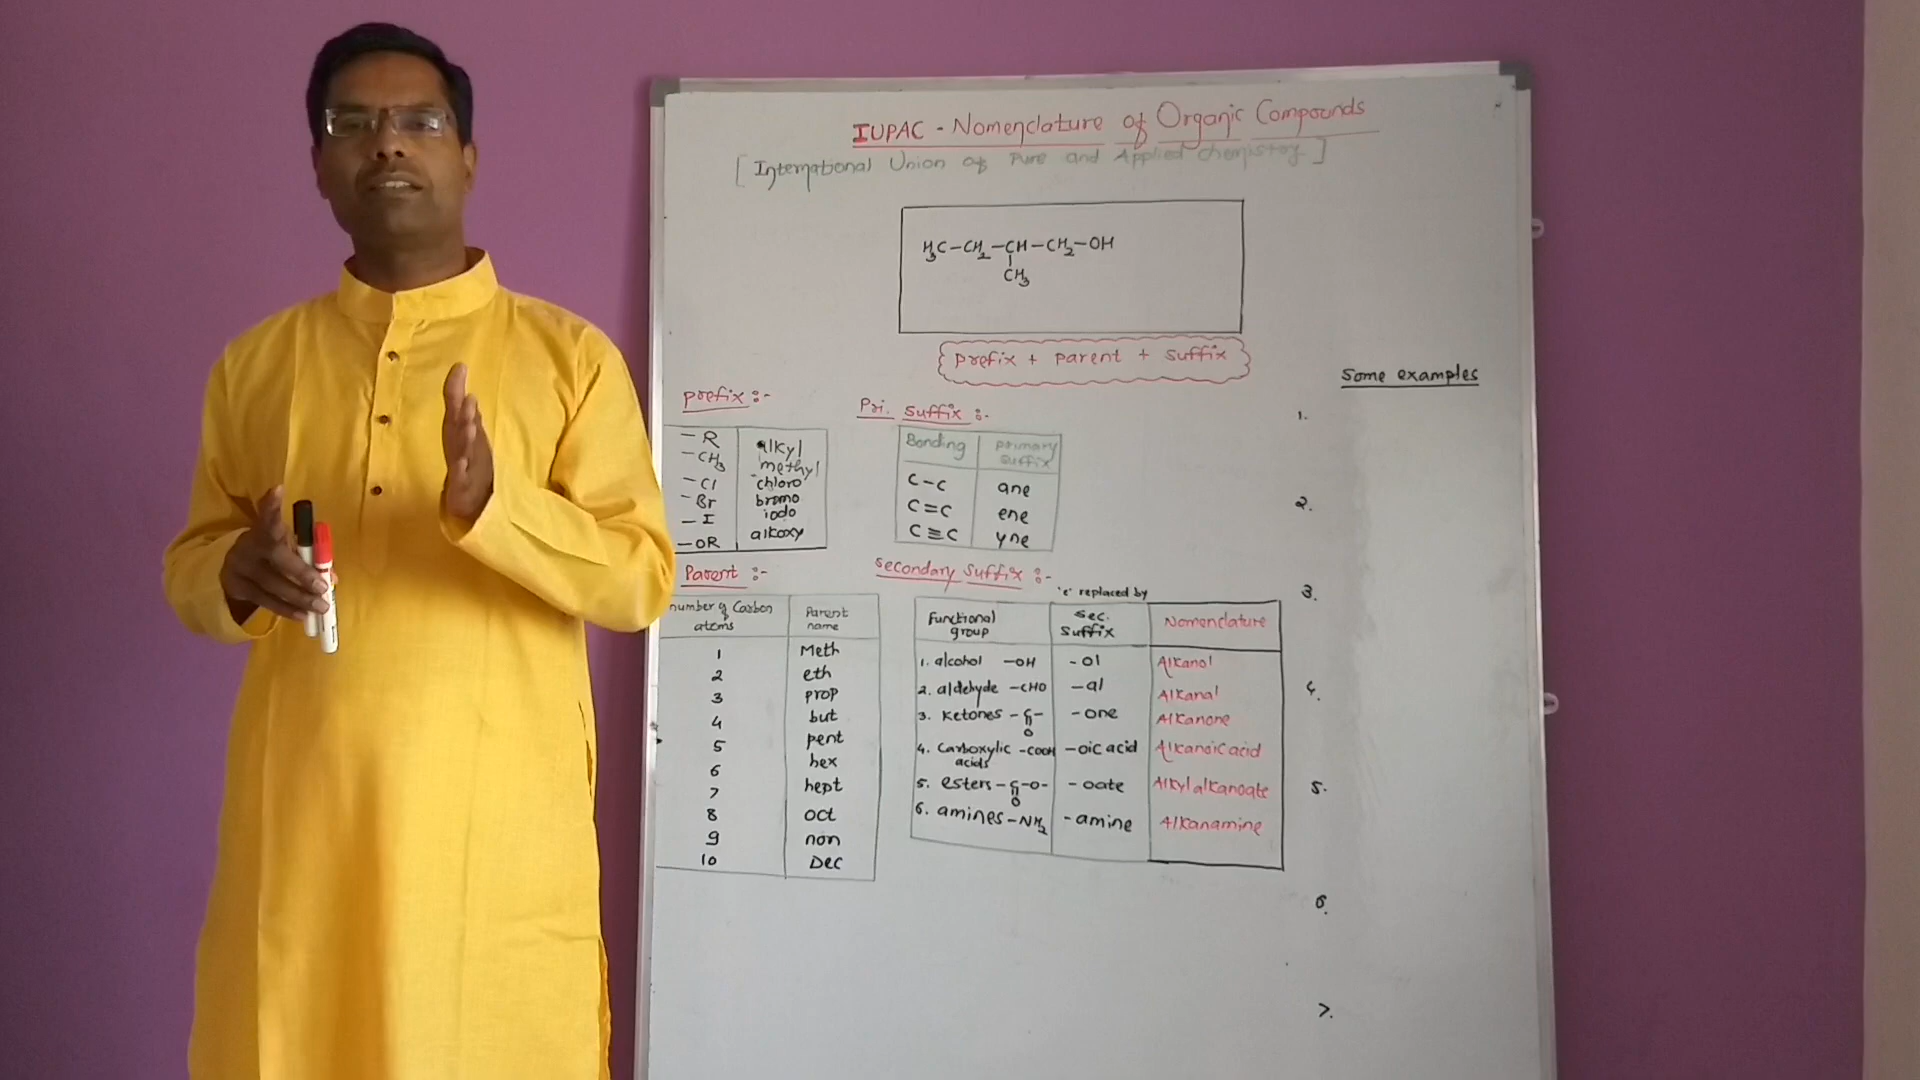 IUPAC - Nomenclature of Organic Compounds
[International Union of Pure and Applied Chemistry]
H₃C-CH₂-CH-CH₂-OH
CH₃
prefix + parent + suffix
Some examples
prefix :-
-R alkyl
-CH₃ methyl
-Cl chloro
-Br bromo
-I iodo
-OR alkoxy
Pri. Suffix :-
Bonding primary suffix
C-C ane
C=C ene
C≡C yne
Parent :-
number of Carbon atoms Parent name
1 Meth
2 eth
3 prop
4 but
5 pent
6 hex
7 hept
8 oct
9 non
10 Dec
Secondary Suffix :-
'e' replaced by
Functional group Sec. Suffix Nomenclature
1. alcohol -OH -ol Alkanol
2. aldehyde -CHO -al Alkanal
3. Ketones -C- -one Alkanone
O
4. Carboxylic -COOH -oic acid Alkanoic acid
acids
5. esters -C-O- -oate Alkyl alkanoate
O
6. amines -NH₂ -amine Alkanamine
1.
2.
3.
4.
5.
6.
7.